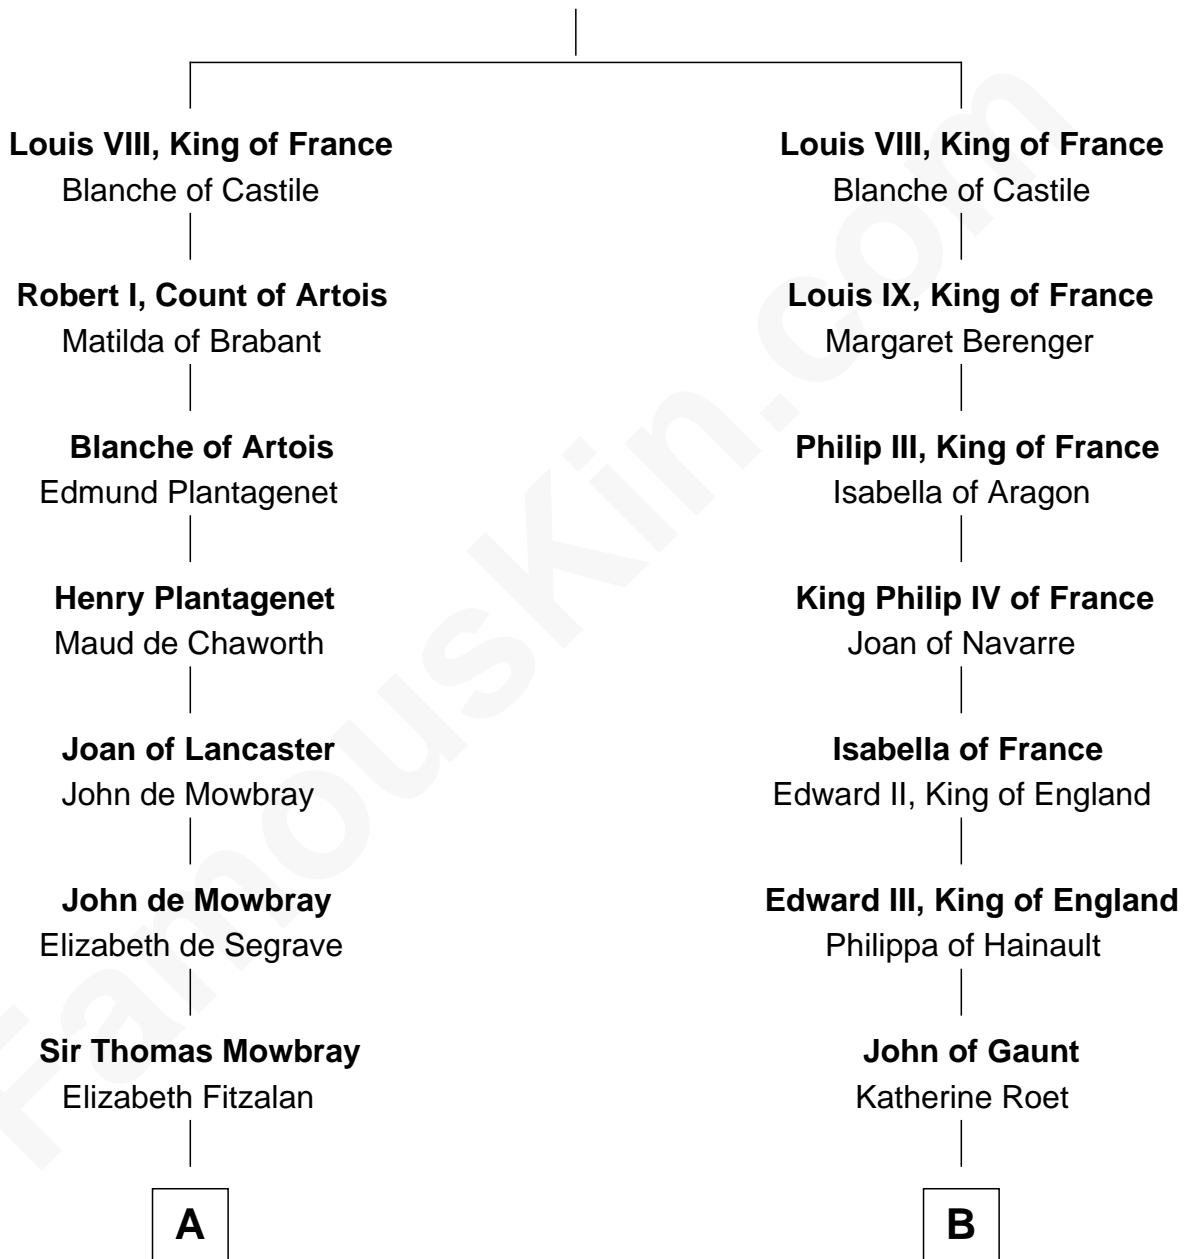 Louis VIII, King of France
Blanche of Castile
Robert I, Count of Artois
Matilda of Brabant
Blanche of Artois
Edmund Plantagenet
Henry Plantagenet
Maud de Chaworth
Joan of Lancaster
John de Mowbray
John de Mowbray
Elizabeth de Segrave
Sir Thomas Mowbray
Elizabeth Fitzalan
A
Louis VIII, King of France
Blanche of Castile
Louis IX, King of France
Margaret Berenger
Philip III, King of France
Isabella of Aragon
King Philip IV of France
Joan of Navarre
Isabella of France
Edward II, King of England
Edward III, King of England
Philippa of Hainault
John of Gaunt
Katherine Roet
B
FamousKin.com